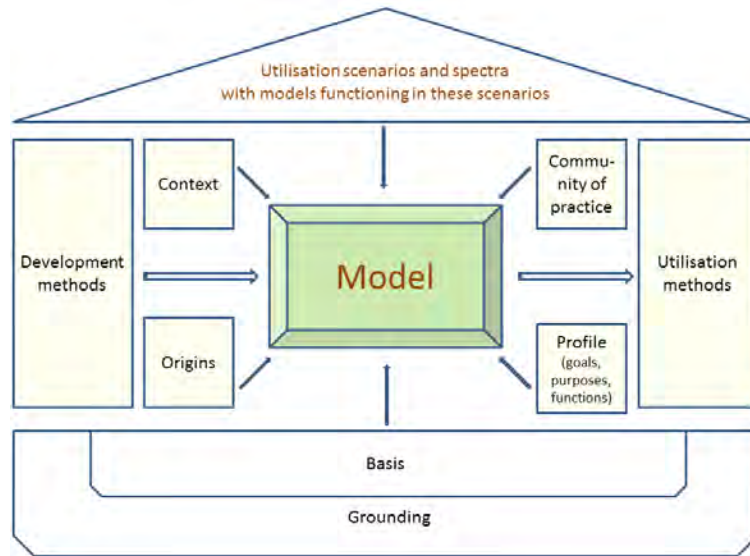 Utilisation scenarios and spectra
with models functioning in these scenarios
Context
Commu-
nity of
practice
Development
methods
Model
Utilisation
methods
Origins
Profile
(goals,
purposes,
functions)
Basis
Grounding